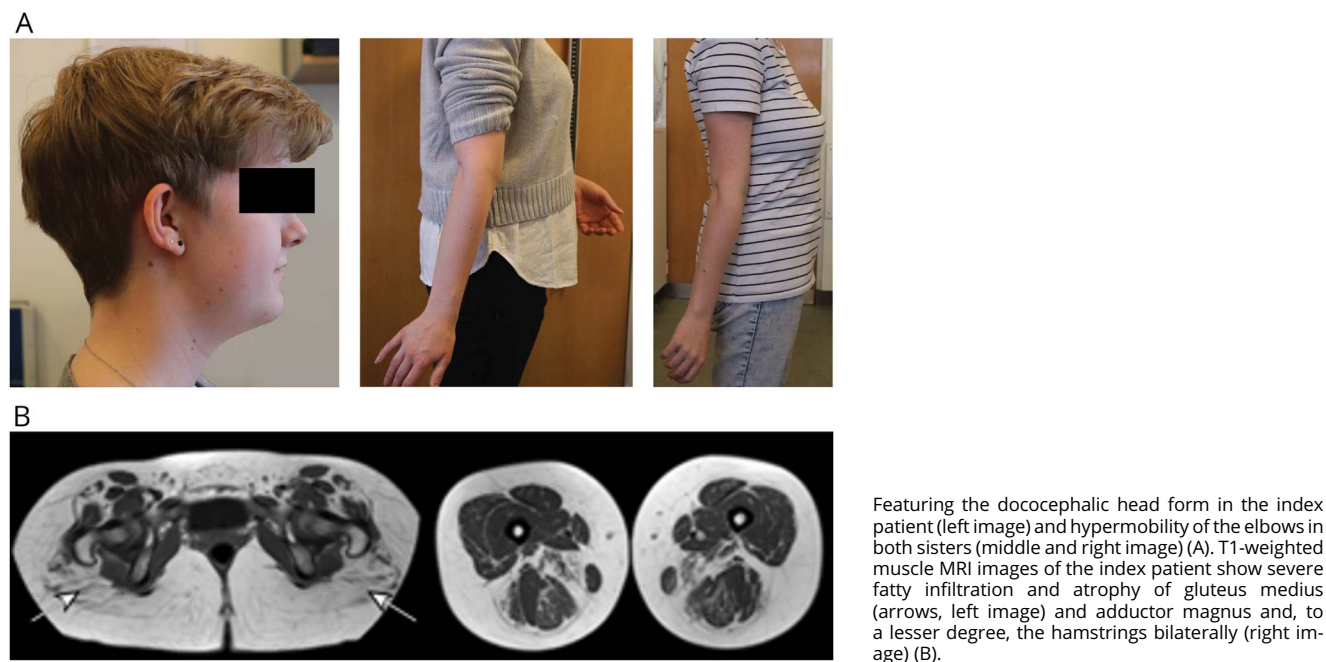 A
B
Featuring the dococephalic head form in the index
patient (left image) and hypermobility of the elbows in
both sisters (middle and right image) (A). T1-weighted
muscle MRI images of the index patient show severe
fatty infiltration and atrophy of gluteus medius
(arrows, left image) and adductor magnus and, to
a lesser degree, the hamstrings bilaterally (right im-
age) (B).